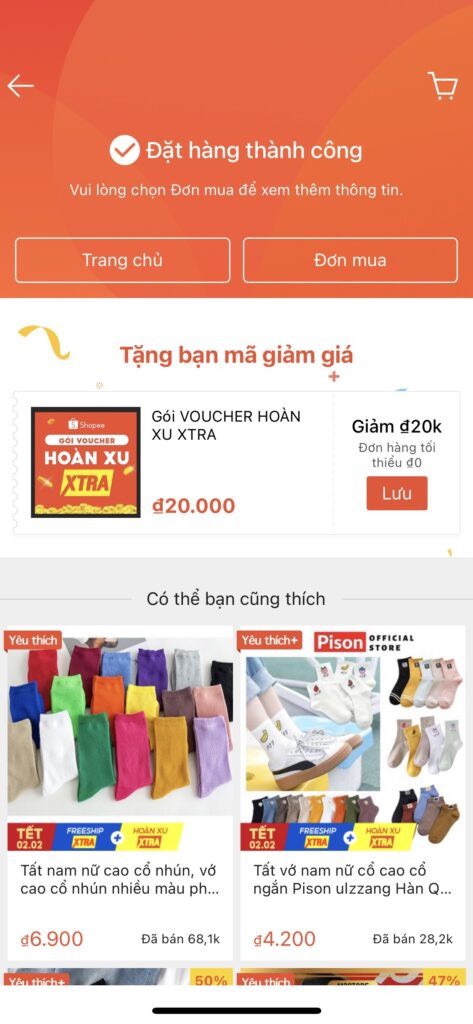 Đặt hàng thành công
Vui lòng chọn Đơn mua để xem thêm thông tin.
Trang chủ
Đơn mua
Tặng bạn mã giảm giá
Shopee
GÓI VOUCHER
HOÀN XU
XTRA
Gói VOUCHER HOÀN
XU XTRA
₫20.000
Giảm ₫20k
Đơn hàng tối
thiểu ₫0
Lưu
Có thể bạn cũng thích
Yêu thích
TẾT
02.02
FREESHIP
XTRA
+
HOÀN XU
XTRA
Tất nam nữ cao cổ nhún, vớ
cao cổ nhún nhiều màu ph...
₫6.900
Đã bán 68,1k
Yêu thích+
Pison OFFICIAL
STORE
TẾT
02.02
FREESHIP
XTRA
+
HOÀN XU
XTRA
Tất vớ nam nữ cổ cao cổ
ngắn Pison ulzzang Hàn Q...
₫4.200
Đã bán 28,2k
Yêu thích+
50%
Yêu thích
47%